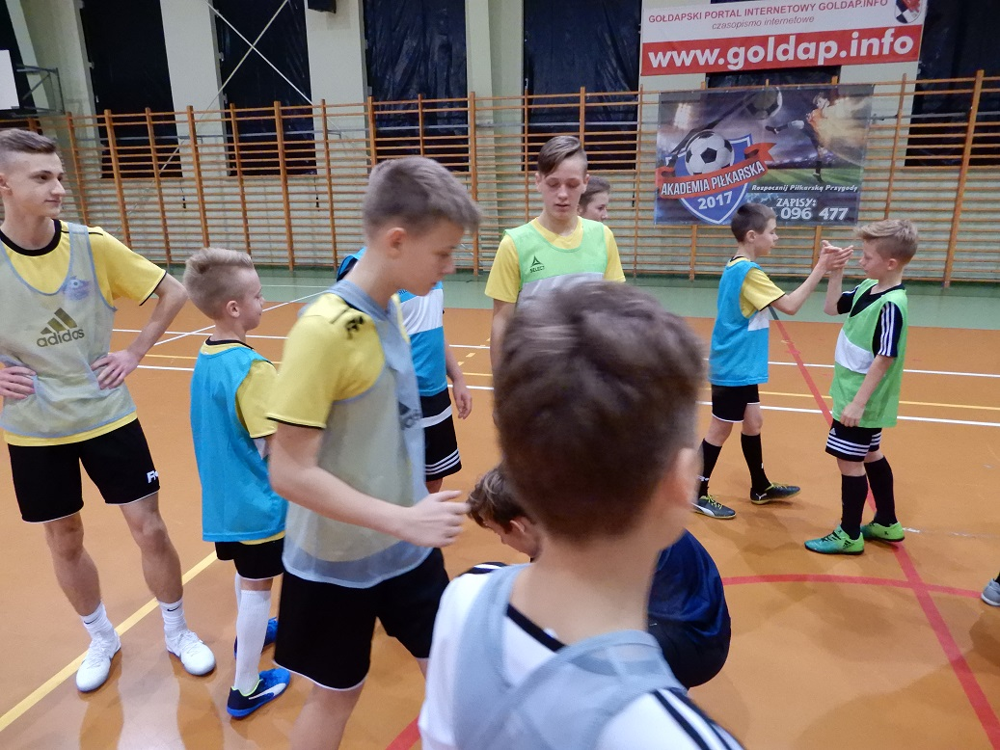 GOŁDAPSKI PORTAL INTERNETOWY GOLDAP.INFO
czasopismo internetowe
www.goldap.info
AKADEMIA PIŁKARSKA
2017
Rozpocznij Piłkarską Przygodę
ZAPISY:
096 477
adidas
SELECT